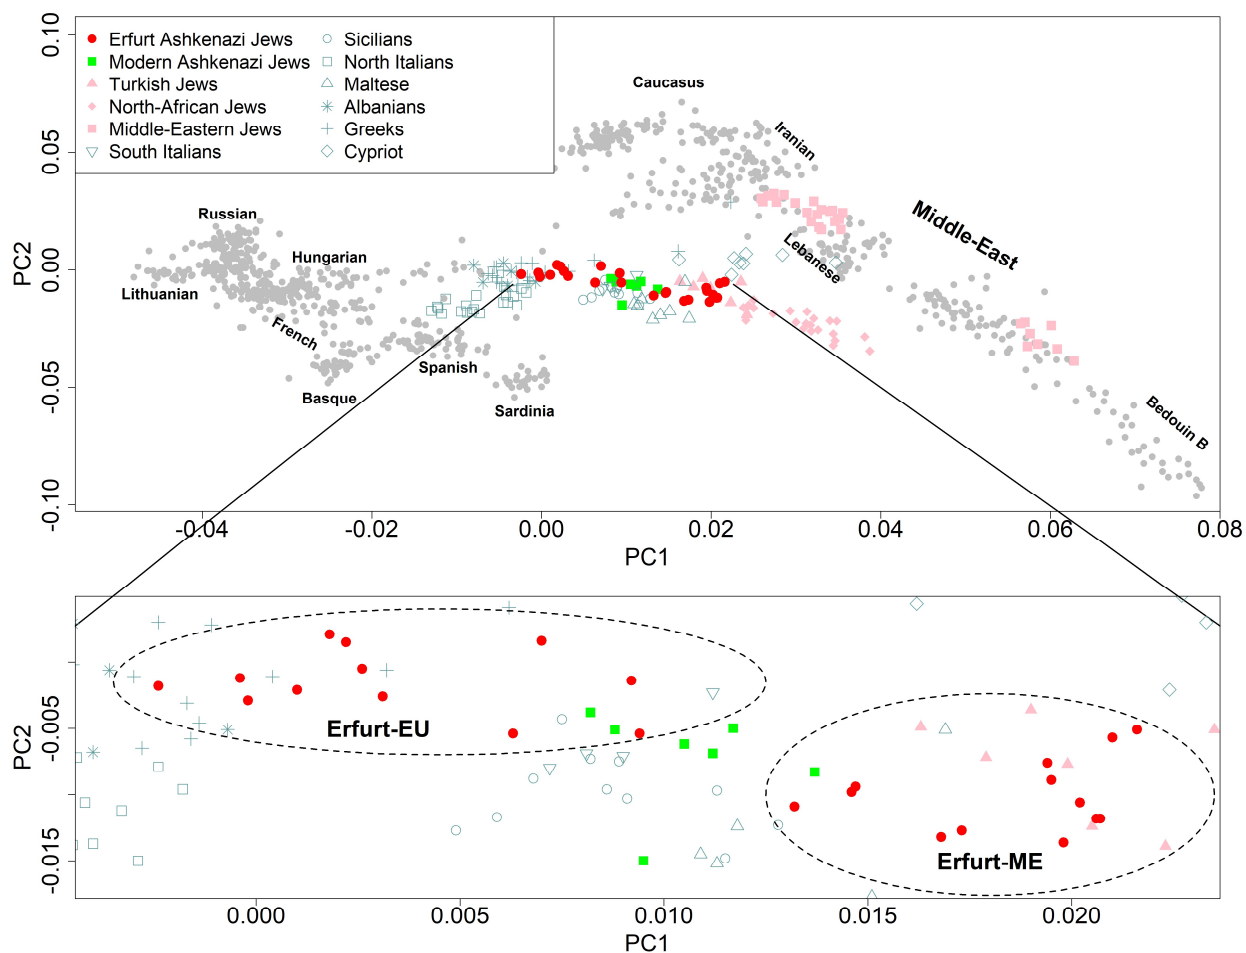 Erfurt Ashkenazi Jews
Modern Ashkenazi Jews
Turkish Jews
North-African Jews
Middle-Eastern Jews
South Italians
Sicilians
North Italians
Maltese
Albanians
Greeks
Cypriot
Caucasus
Iranian
Middle-East
Lebanese
Russian
Hungarian
Lithuanian
French
Basque
Spanish
Sardinia
Bedouin B
PC2
0.10
0.05
0.00
-0.05
-0.10
-0.04
-0.02
0.00
0.02
0.04
0.06
0.08
PC1
Erfurt-EU
Erfurt-ME
PC2
-0.005
-0.015
0.000
0.005
0.010
0.015
0.020
PC1